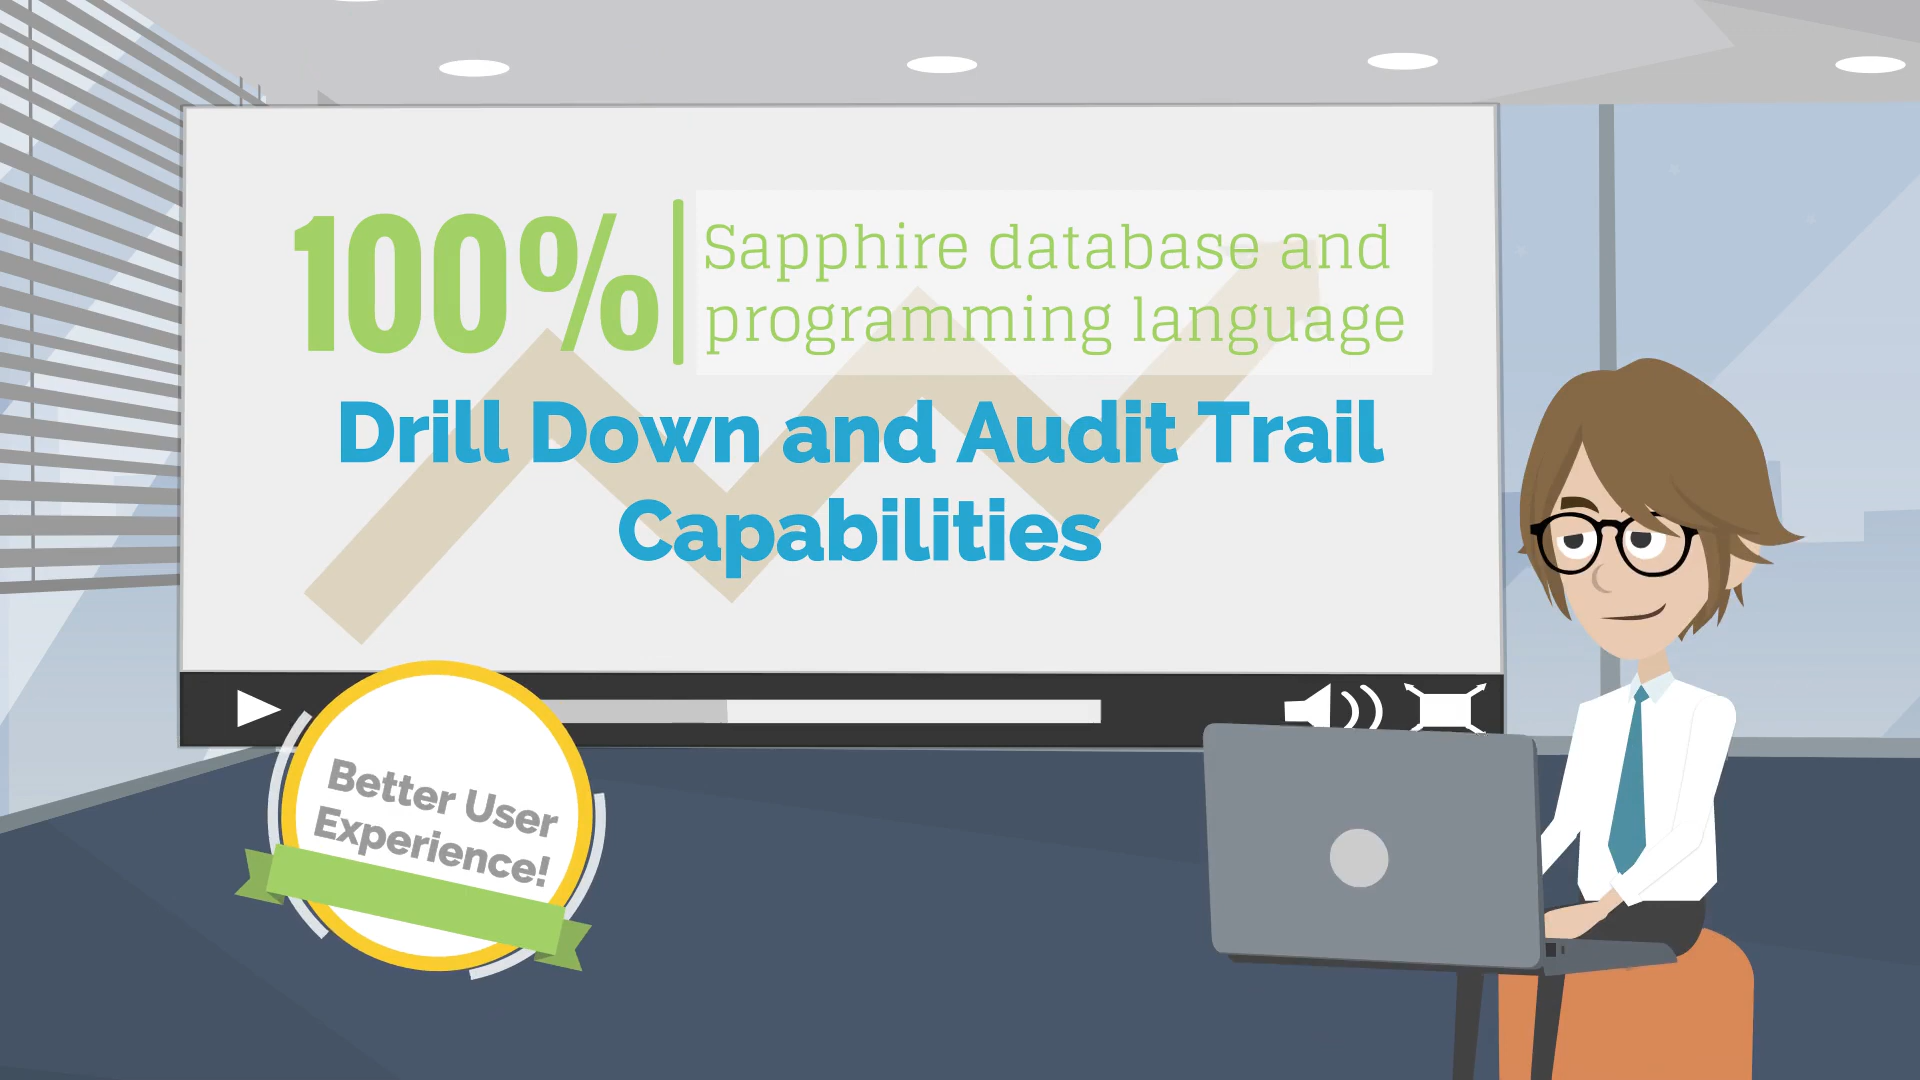 100%
Sapphire database and
programming language
Drill Down and Audit Trail
Capabilities
Better User
Experience!